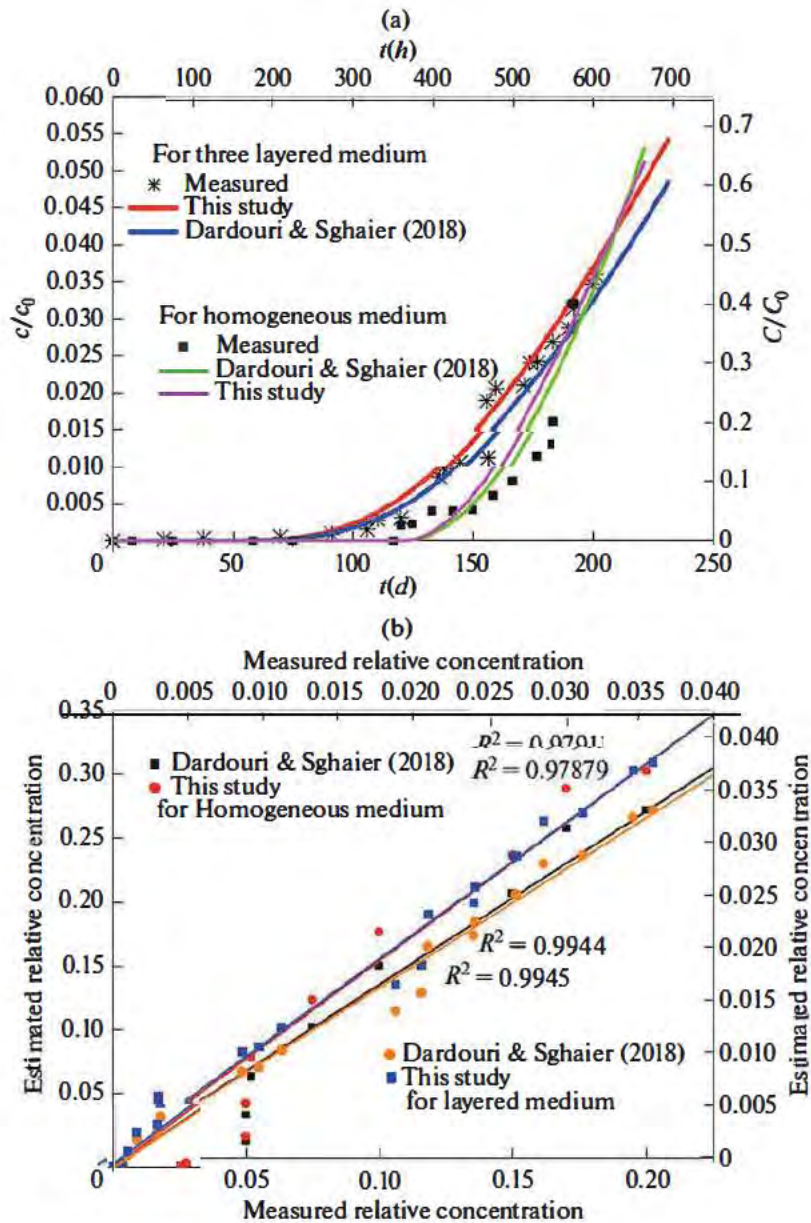 (a)
t(h)
0 100 200 300 400 500 600 700
0.060
0.055
0.050
0.045
0.040
0.035
0.030
0.025
0.020
0.015
0.010
0.005
c/c0
For three layered medium
Measured
This study
Dardouri & Sghaier (2018)
For homogeneous medium
Measured
Dardouri & Sghaier (2018)
This study
0.7
0.6
0.5
0.4
0.3
0.2
0.1
0
C/C0
0 50 100 150 200 250
t(d)
(b)
Measured relative concentration
0 0.005 0.010 0.015 0.020 0.025 0.030 0.035 0.040
0.35
0.30
0.25
0.20
0.15
0.10
0.05
0
Estimated relative concentration
Dardouri & Sghaier (2018)
This study
for Homogeneous medium
R² = 0.97879
R² = 0.9944
R² = 0.9945
Dardouri & Sghaier (2018)
This study
for layered medium
0.040
0.035
0.030
0.025
0.020
0.015
0.010
0.005
0
Estimated relative concentration
0.05 0.10 0.15 0.20
Measured relative concentration